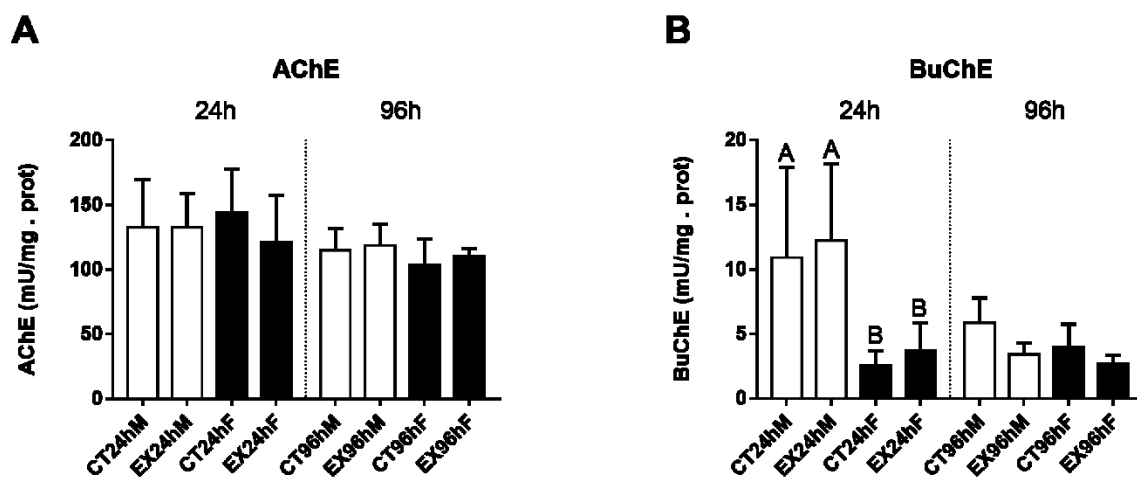 A
AChE
24h 96h
AChE (mU/mg . prot)
200
150
100
50
0
CT24hM
EX24hM
CT24hF
EX24hF
CT96hM
EX96hM
CT96hF
EX96hF
B
BuChE
24h 96h
BuChE (mU/mg . prot)
20
15
10
5
0
A A
B B
CT24hM
EX24hM
CT24hF
EX24hF
CT96hM
EX96hM
CT96hF
EX96hF